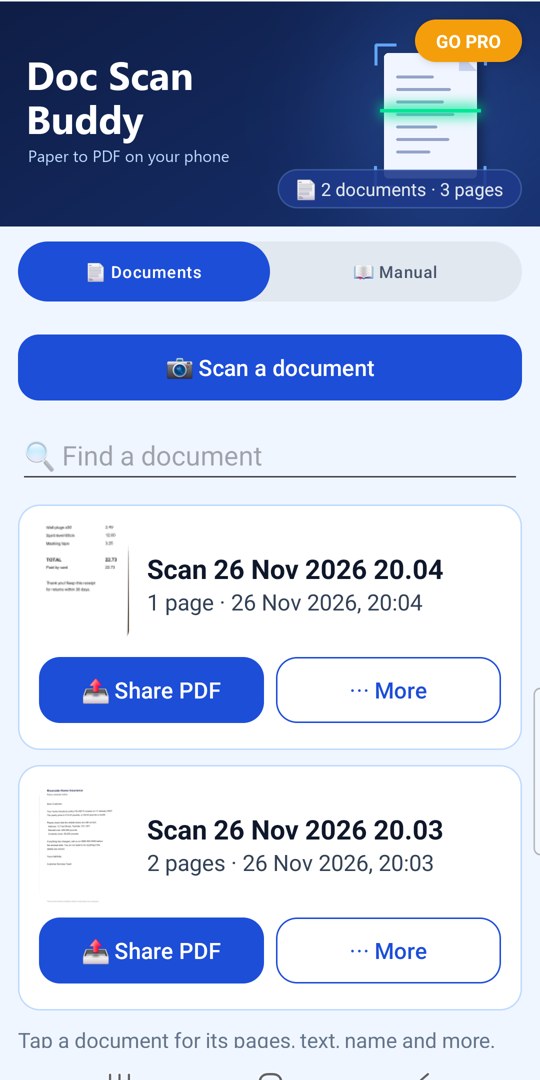 GO PRO
Doc Scan
Buddy
Paper to PDF on your phone
2 documents · 3 pages
Documents
Manual
Scan a document
Find a document
TOTAL
Scan 26 Nov 2026 20.04
1 page · 26 Nov 2026, 20:04
Share PDF
··· More
Scan 26 Nov 2026 20.03
2 pages · 26 Nov 2026, 20:03
Share PDF
··· More
Tap a document for its pages, text, name and more.